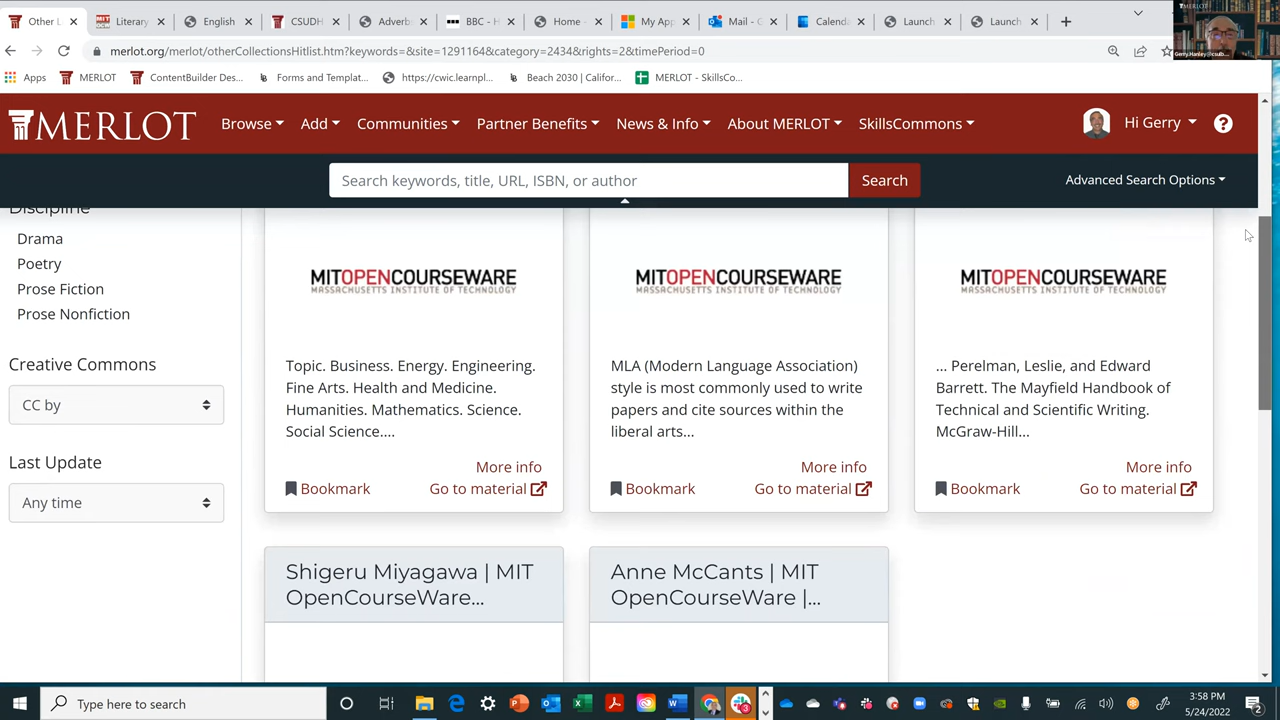 Other L
Literary
English
CSUDH
Adverb
BBC - H
Home -
My App
Mail - G
Calenda
Launch
Launch
merlot.org/merlot/otherCollectionsHitlist.htm?keywords=&site=1291164&category=2434&rights=2&timePeriod=0
MERLOT
Gerry.Hanley@csulb...
Apps
MERLOT
ContentBuilder Des...
Forms and Templat...
https://cwic.learnpl...
Beach 2030 | Califor...
MERLOT - SkillsCo...
MERLOT
Browse
Add
Communities
Partner Benefits
News & Info
About MERLOT
SkillsCommons
Hi Gerry
?
Search keywords, title, URL, ISBN, or author
Search
Advanced Search Options
Discipline
Drama
Poetry
Prose Fiction
Prose Nonfiction
Creative Commons
CC by
Last Update
Any time
MITOPENCOURSEWARE
MASSACHUSETTS INSTITUTE OF TECHNOLOGY
Topic. Business. Energy. Engineering.
Fine Arts. Health and Medicine.
Humanities. Mathematics. Science.
Social Science....
More info
Bookmark
Go to material
MITOPENCOURSEWARE
MASSACHUSETTS INSTITUTE OF TECHNOLOGY
MLA (Modern Language Association)
style is most commonly used to write
papers and cite sources within the
liberal arts...
More info
Bookmark
Go to material
MITOPENCOURSEWARE
MASSACHUSETTS INSTITUTE OF TECHNOLOGY
... Perelman, Leslie, and Edward
Barrett. The Mayfield Handbook of
Technical and Scientific Writing.
McGraw-Hill...
More info
Bookmark
Go to material
Shigeru Miyagawa | MIT
OpenCourseWare...
Anne McCants | MIT
OpenCourseWare |...
Type here to search
3:58 PM
5/24/2022
2